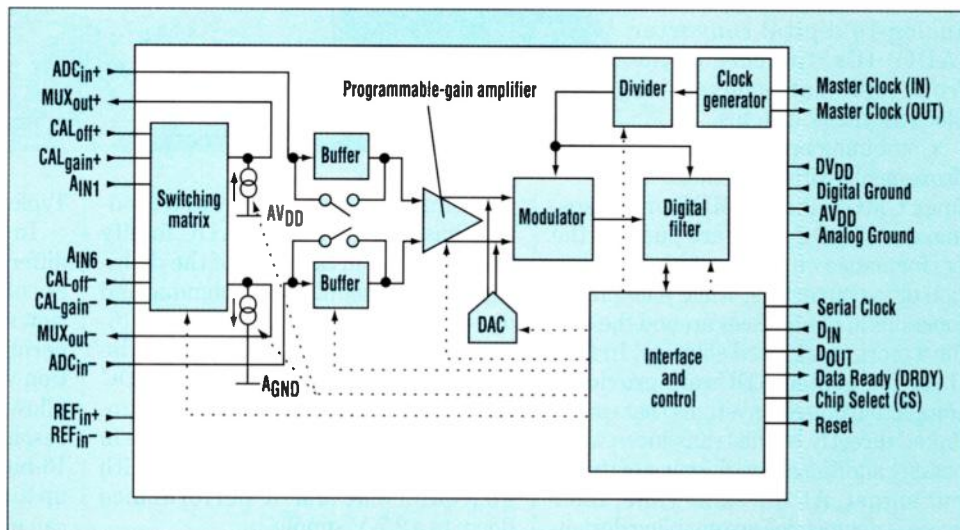 ADCin+
MUXout+
CALoff+
CALgain+
AIN1
AIN6
CALoff–
CALgain–
MUXout–
ADCin–
REFin+
REFin–
Switching
matrix
AVDD
AGND
Buffer
Buffer
Programmable-gain amplifier
DAC
Modulator
Divider
Clock
generator
Digital
filter
Interface
and
control
Master Clock (IN)
Master Clock (OUT)
DVDD
Digital Ground
AVDD
Analog Ground
Serial Clock
DIN
DOUT
Data Ready (DRDY)
Chip Select (CS)
Reset